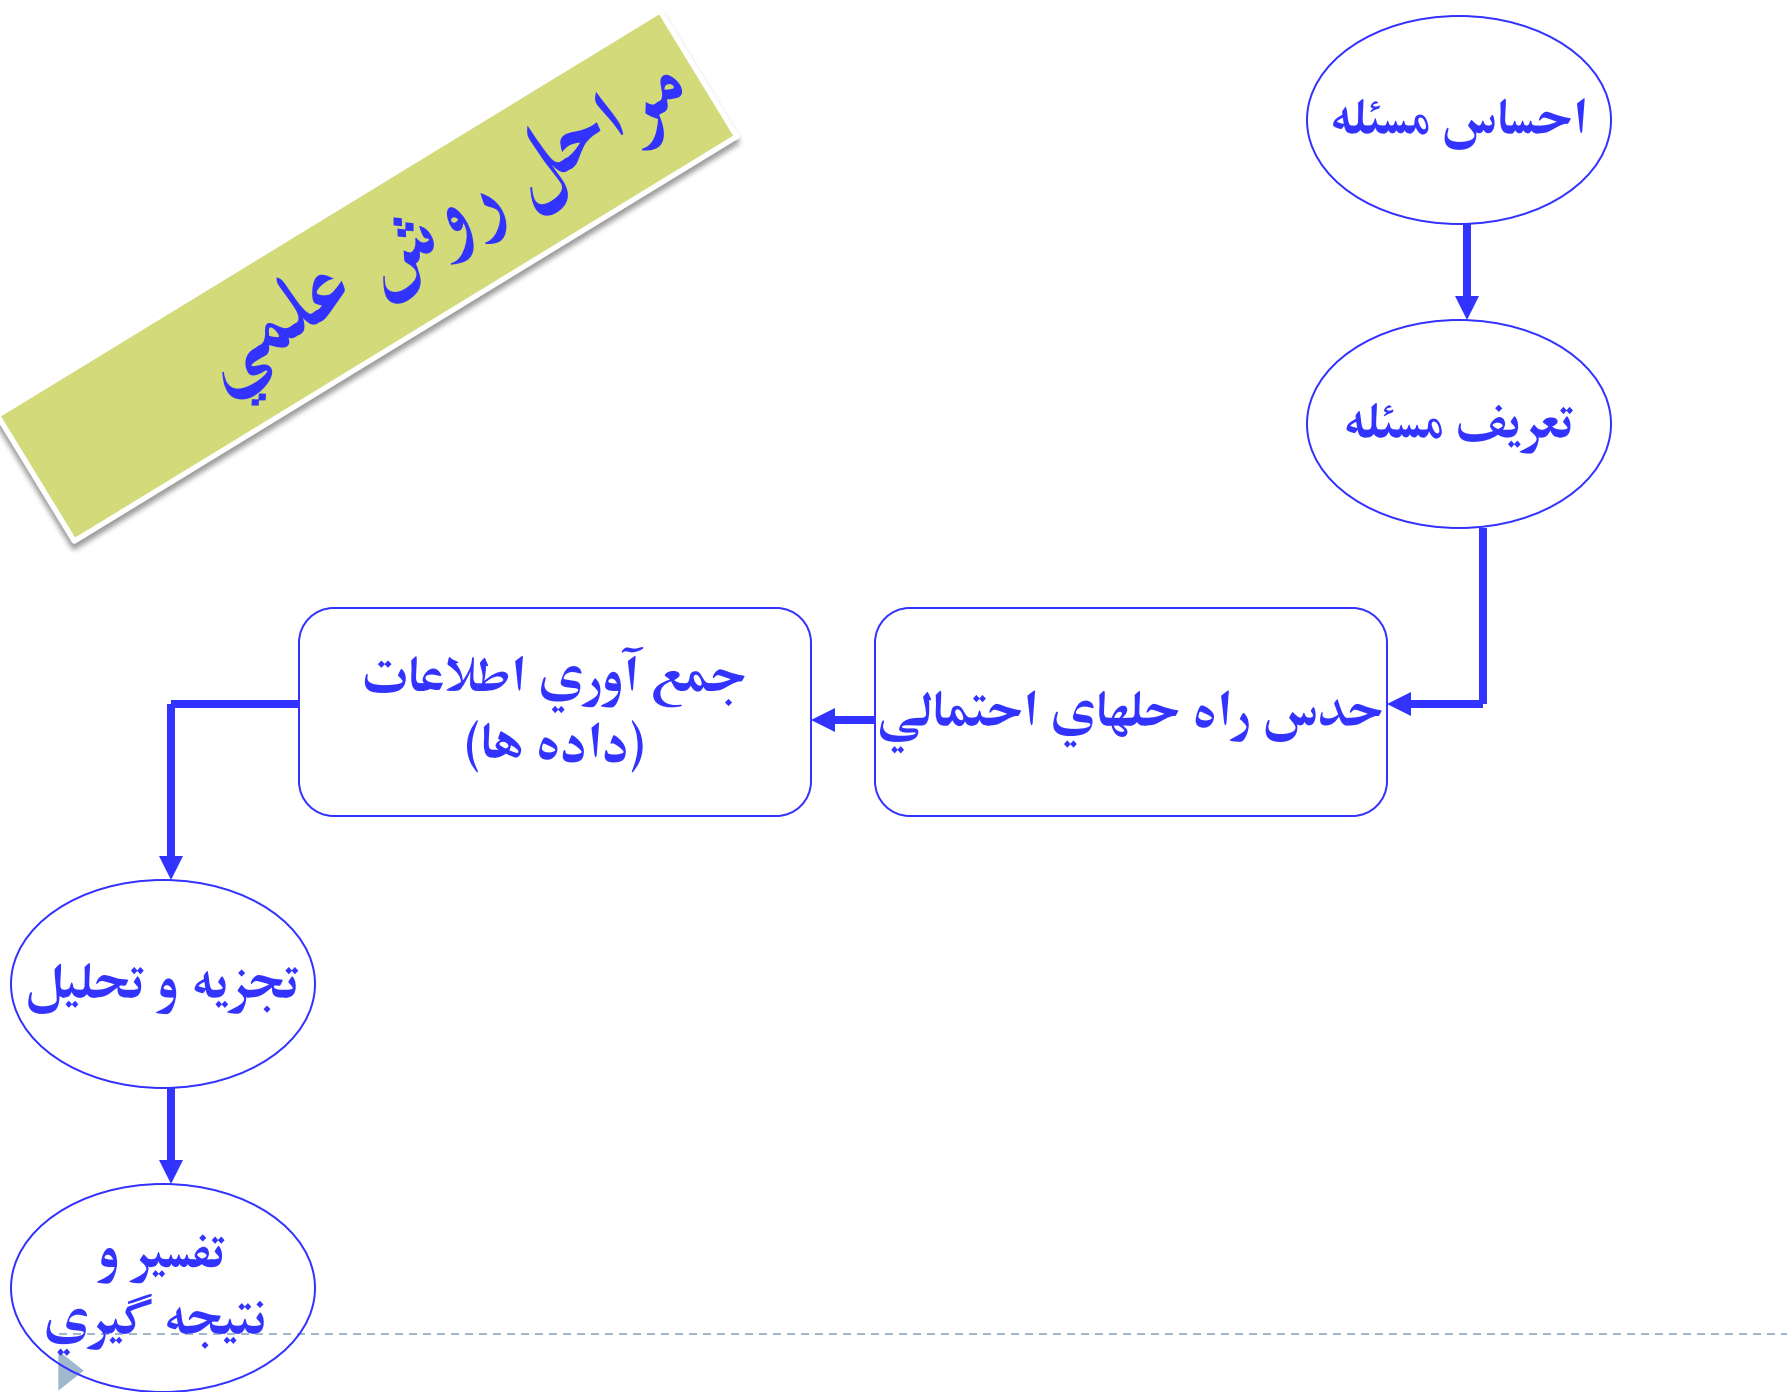 مراحل روش علمي
احساس مسئله
تعريف مسئله
حدس راه حلهاي احتمالي
جمع آوري اطلاعات
(داده ها)
تجزيه و تحليل
تفسير و
نتيجه گيري